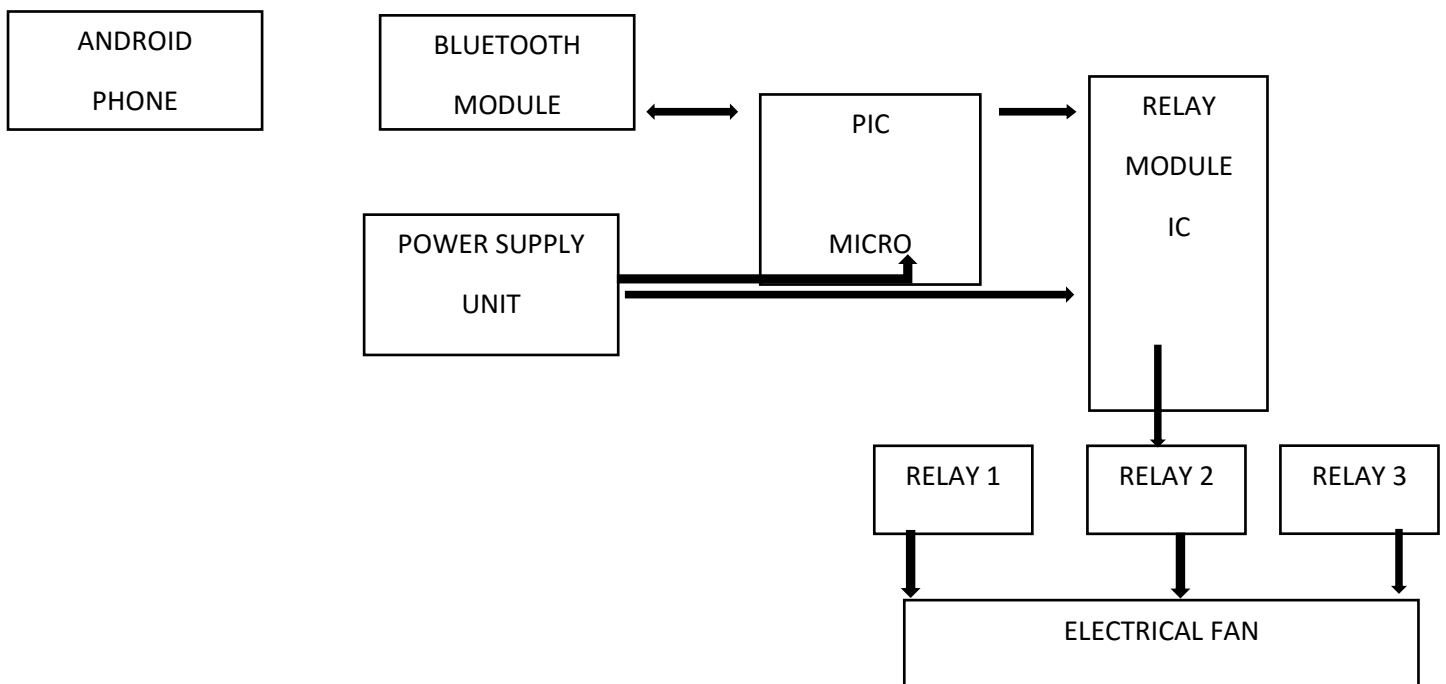 ANDROID
PHONE
BLUETOOTH
MODULE
PIC
MICRO
RELAY
MODULE
IC
POWER SUPPLY
UNIT
RELAY 1
RELAY 2
RELAY 3
ELECTRICAL FAN